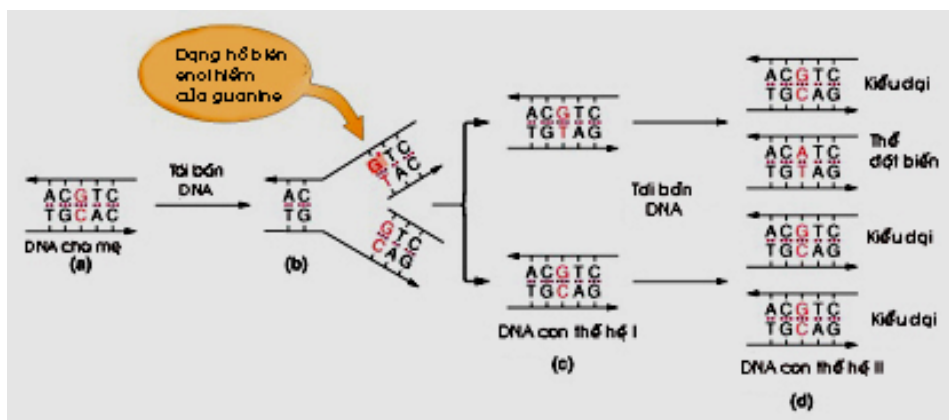 Dạng hỗ biến
enol hiếm
của guanine
ACGTC
TGCAC
DNA cha mẹ
(a)
Tái bản
DNA
AC
TG
G*TC
TAC
GTC
CAG
(b)
ACGTC
TGTAG
ACGTC
TGCAG
DNA con thế hệ I
(c)
Tái bản
DNA
ACGTC
TGCAG
Kiểu dại
ACATC
TGTAG
Thể
đột biến
ACGTC
TGCAG
Kiểu dại
ACGTC
TGCAG
Kiểu dại
DNA con thế hệ II
(d)